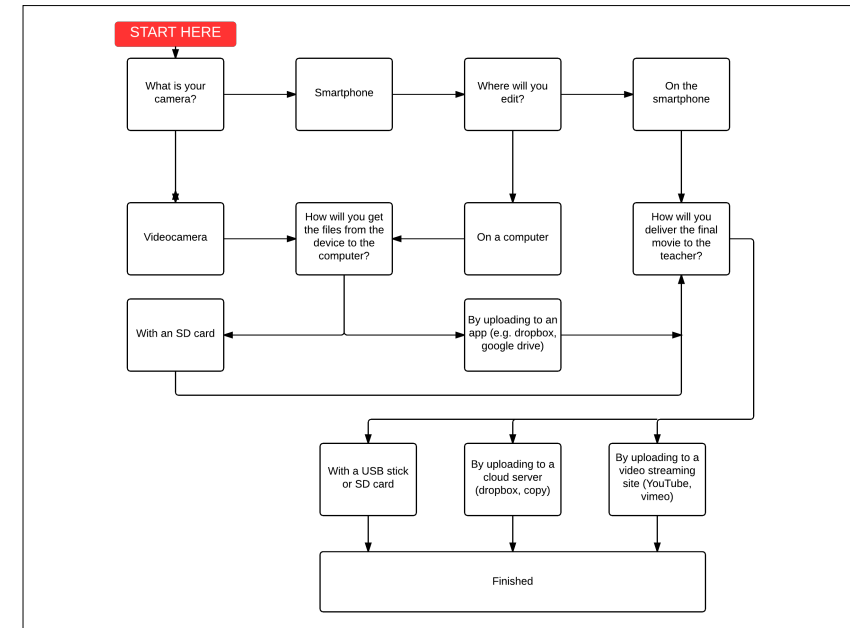 START HERE
What is your
camera?
Smartphone
Where will you
edit?
On the
smartphone
Videocamera
How will you get
the files from the
device to the
computer?
On a computer
How will you
deliver the final
movie to the
teacher?
With an SD card
By uploading to an
app (e.g. dropbox,
google drive)
With a USB stick
or SD card
By uploading to a
cloud server
(dropbox, copy)
By uploading to a
video streaming
site (YouTube,
vimeo)
Finished